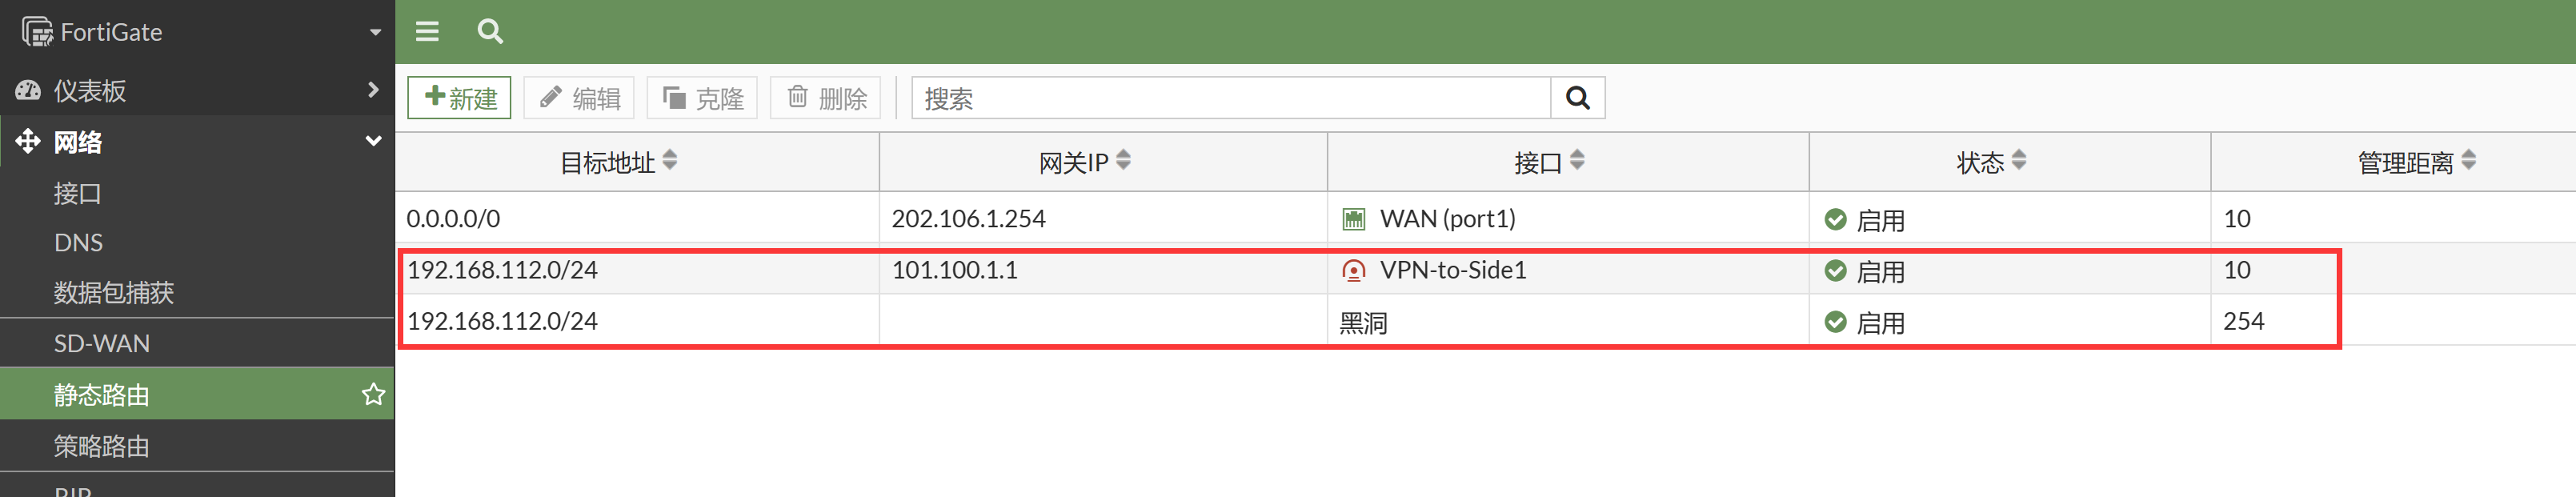 FortiGate
仪表板
网络
接口
DNS
数据包捕获
SD-WAN
静态路由
策略路由
RIP
新建 编辑 克隆 删除 搜索
目标地址 网关IP 接口 状态 管理距离
0.0.0.0/0 202.106.1.254 WAN (port1) 启用 10
192.168.112.0/24 101.100.1.1 VPN-to-Side1 启用 10
192.168.112.0/24 黑洞 启用 254